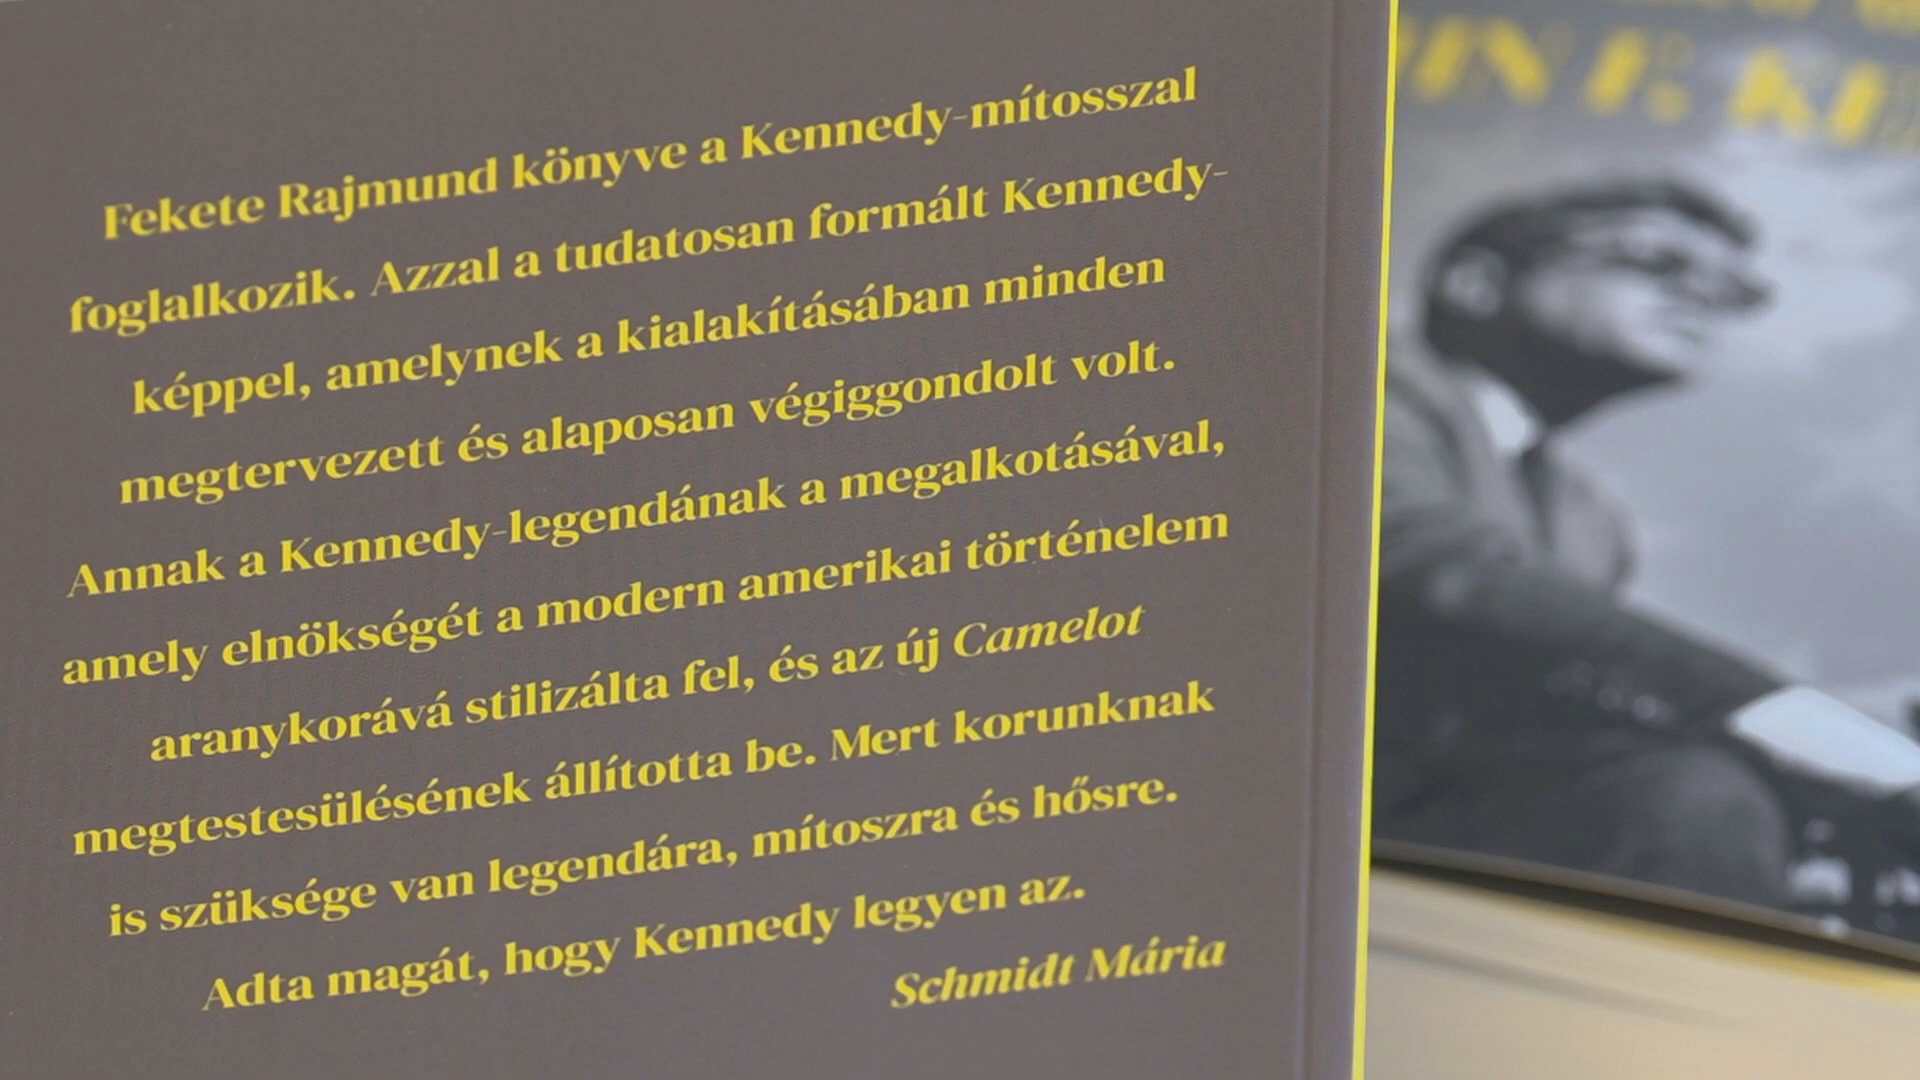 Fekete Rajmund könyve a Kennedy-mítosszal
foglalkozik. Azzal a tudatosan formált Kennedy-
képpel, amelynek a kialakításában minden
megtervezett és alaposan végiggondolt volt.
Annak a Kennedy-legendának a megalkotásával,
amely elnökségét a modern amerikai történelem
aranykorává stilizálta fel, és az új Camelot
megtestesülésének állította be. Mert korunknak
is szüksége van legendára, mítoszra és hősre.
Adta magát, hogy Kennedy legyen az.
Schmidt Mária